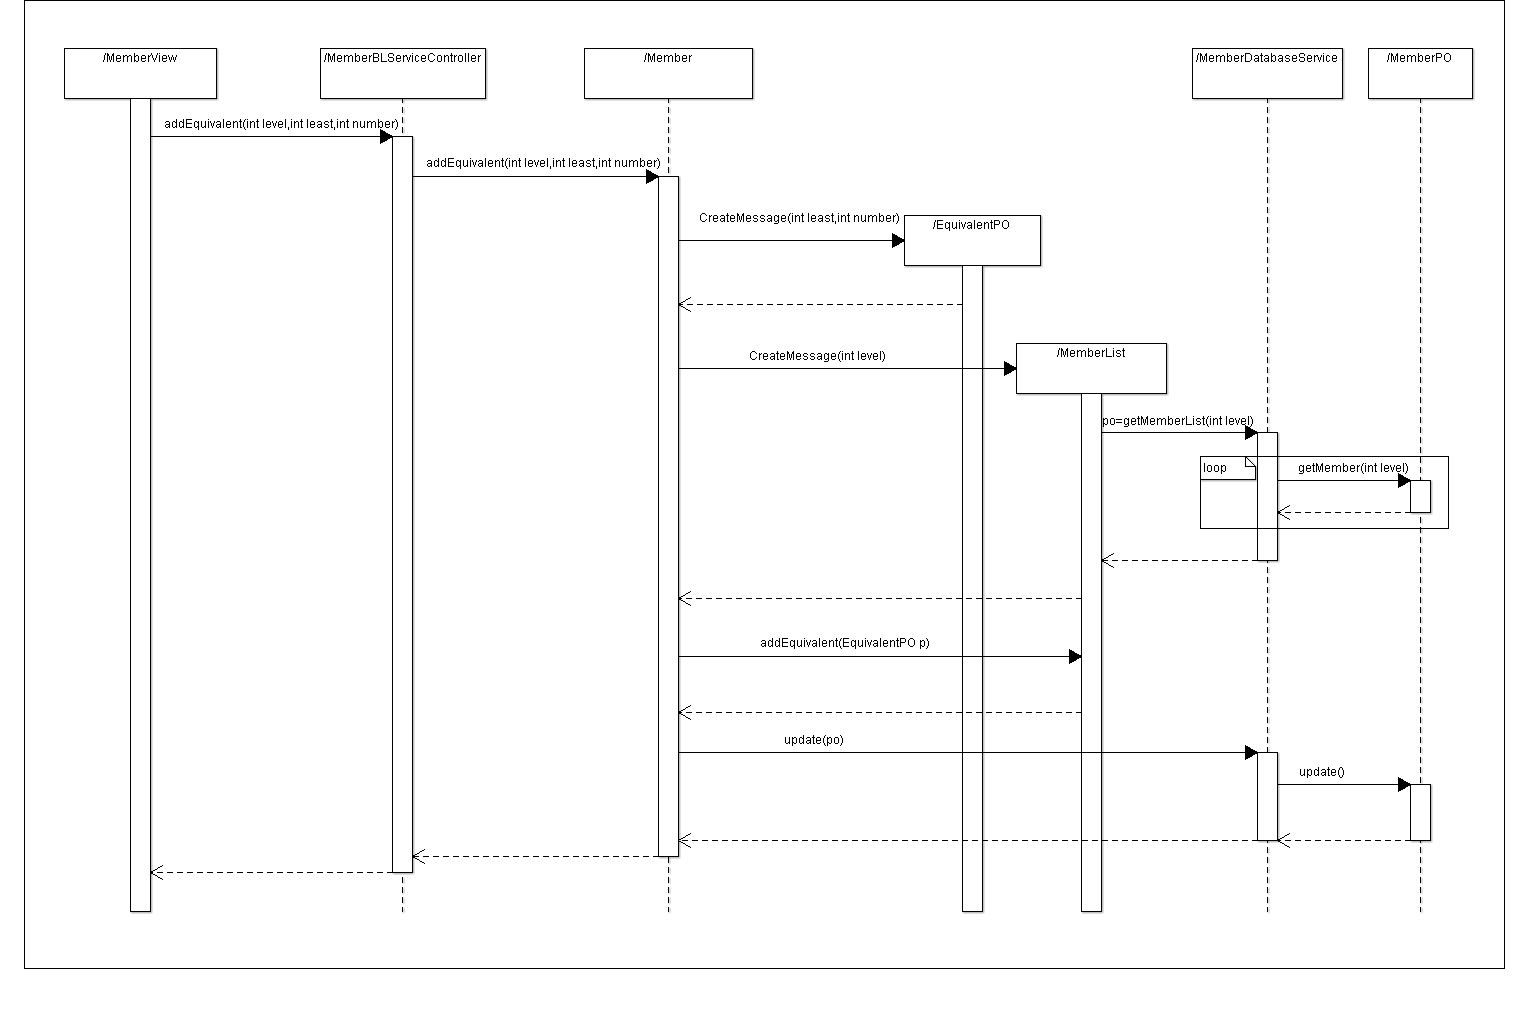 /MemberView
/MemberBLServiceController
/Member
/MemberDatabaseService
/MemberPO
addEquivalent(int level,int least,int number)
addEquivalent(int level,int least,int number)
CreateMessage(int least,int number)
/EquivalentPO
CreateMessage(int level)
/MemberList
po=getMemberList(int level)
loop
getMember(int level)
addEquivalent(EquivalentPO p)
update(po)
update()